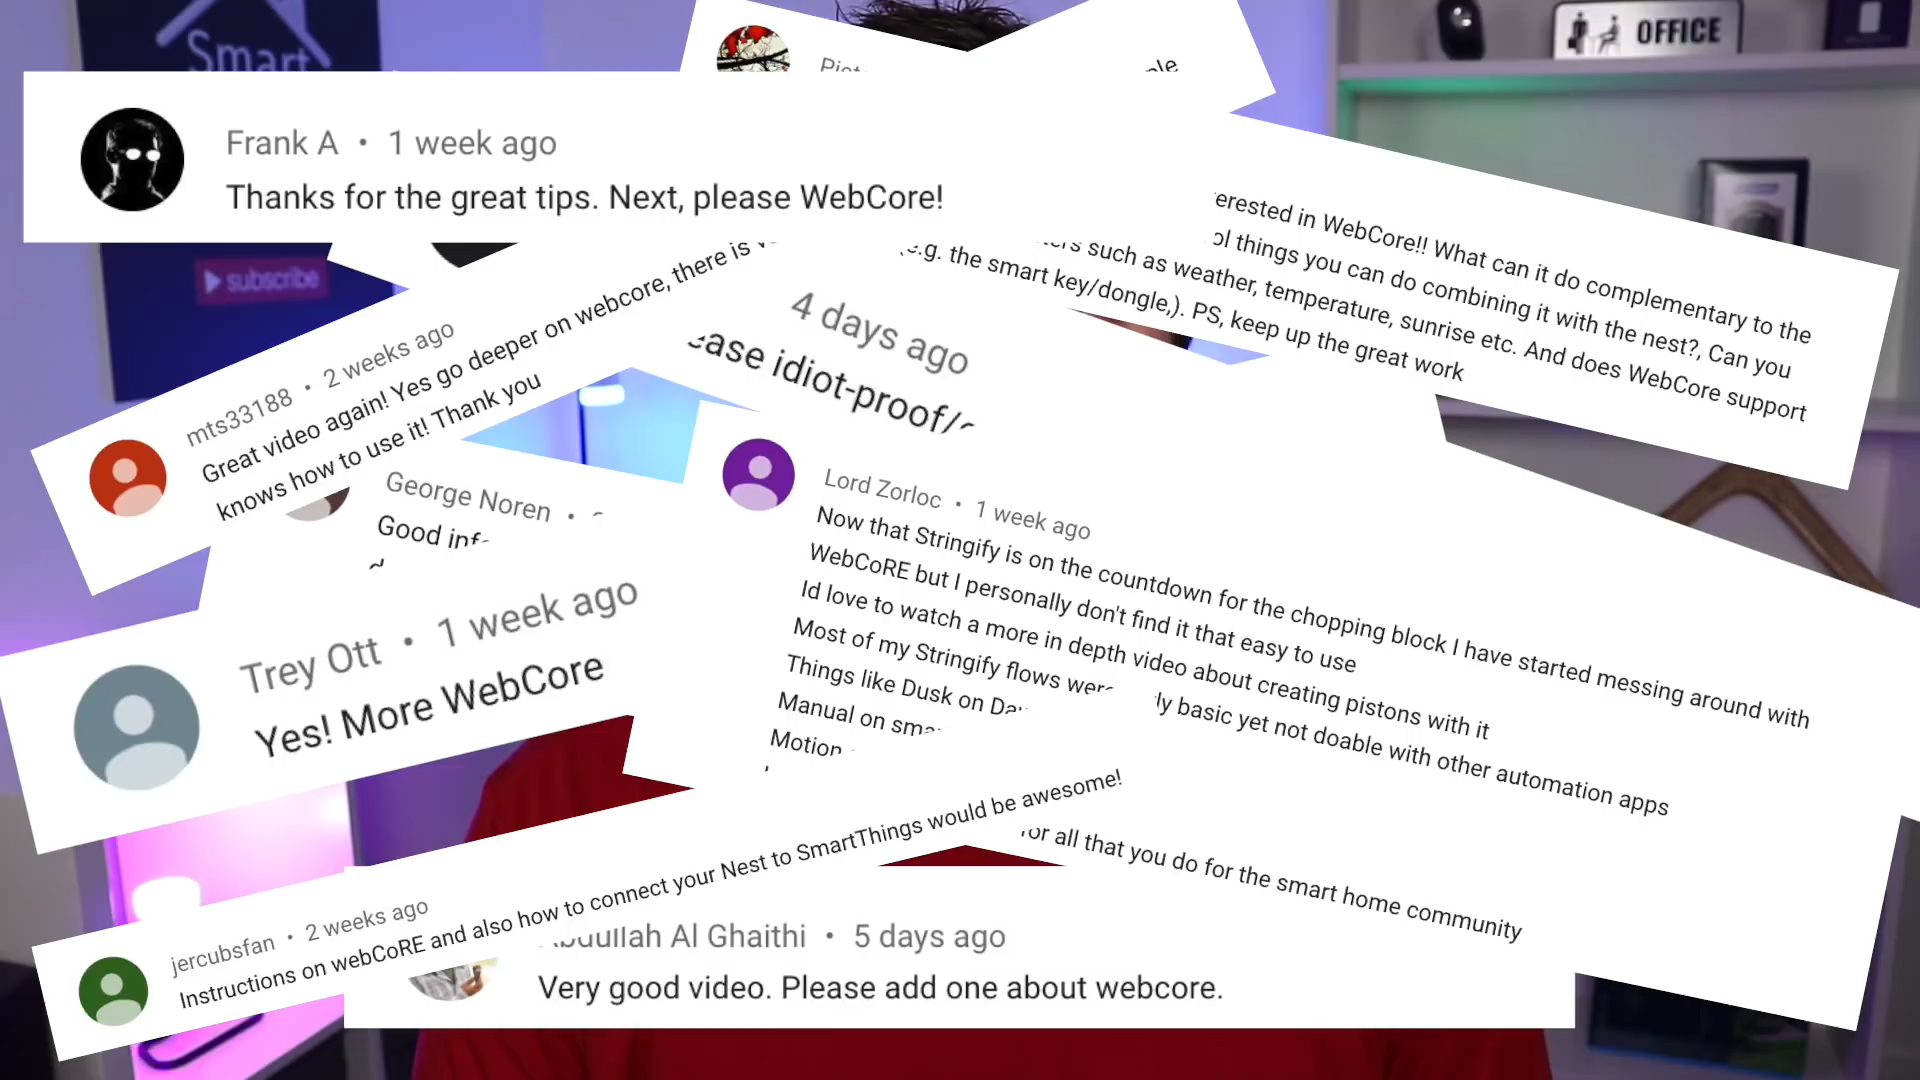 Smart
OFFICE
subscribe
Frank A • 1 week ago
Thanks for the great tips. Next, please WebCore!
in WebCore!! What can it do complementary to the
things you can do combining it with the nest?, Can you
such as weather, temperature, sunrise etc. And does WebCore support
the smart key/dongle,). PS, keep up the great work
mts33188 • 2 weeks ago
Great video again! Yes go deeper on webcore, there is
knows how to use it! Thank you
4 days ago
idiot-proof/
George Noren •
Good
Lord Zorloc • 1 week ago
Now that Stringify is on the countdown for the chopping block I have started messing around with
WebCoRE but I personally don't find it that easy to use
Id love to watch a more in depth video about creating pistons with it
Most of my Stringify flows were basic yet not doable with other automation apps
Things like Dusk on
Manual on
Motion
Trey Ott • 1 week ago
Yes! More WebCore
for all that you do for the smart home community
jercubsfan • 2 weeks ago
Instructions on webCoRE and also how to connect your Nest to SmartThings would be awesome!
Abdullah Al Ghaithi • 5 days ago
Very good video. Please add one about webcore.